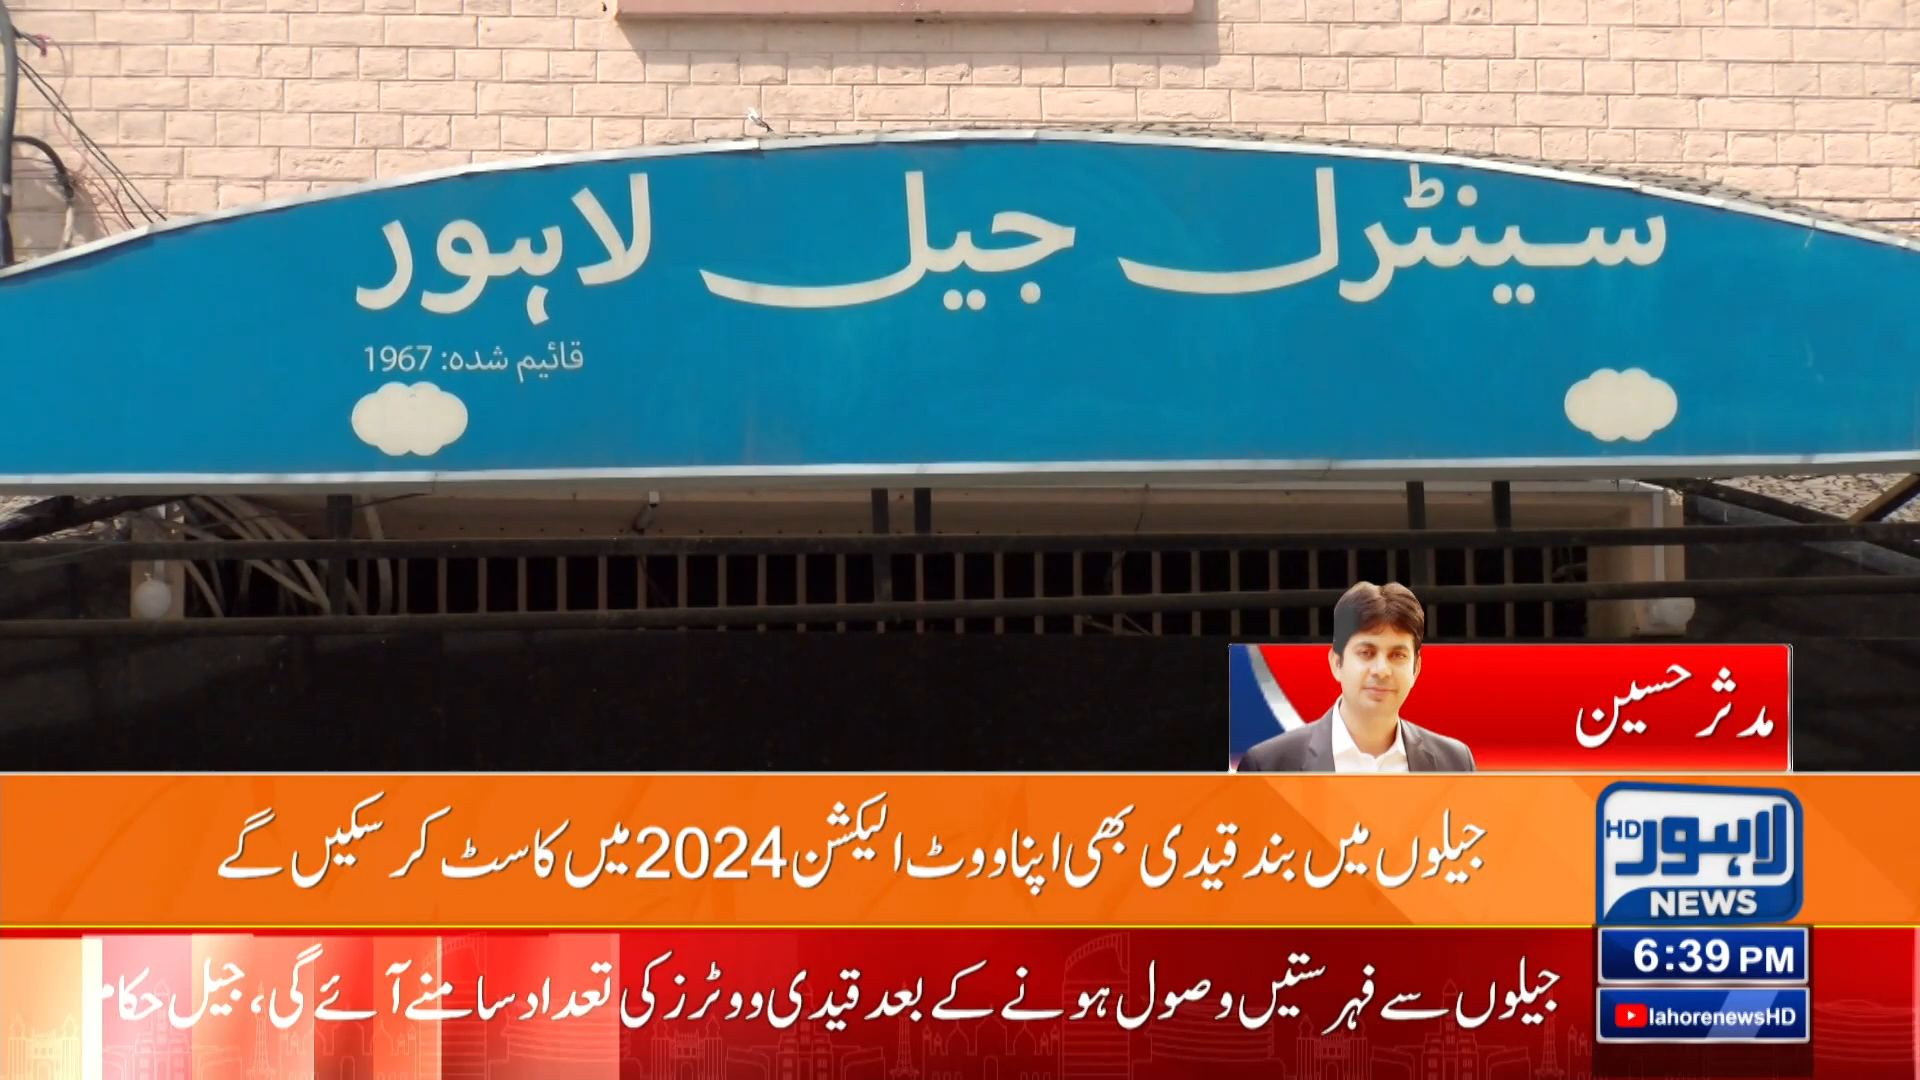 سینٹرل جیل لاہور
قائیم شدہ: 1967
مدثر حسین
جیلوں میں بند قیدی بھی اپنا ووٹ الیکشن 2024 میں کاسٹ کر سکیں گے
لاہور HD
NEWS
6:39 PM
جیلوں سے فہرستیں وصول ہونے کے بعد قیدی ووٹرز کی تعداد سامنے آئے گی، جیل حکام
lahorenewsHD